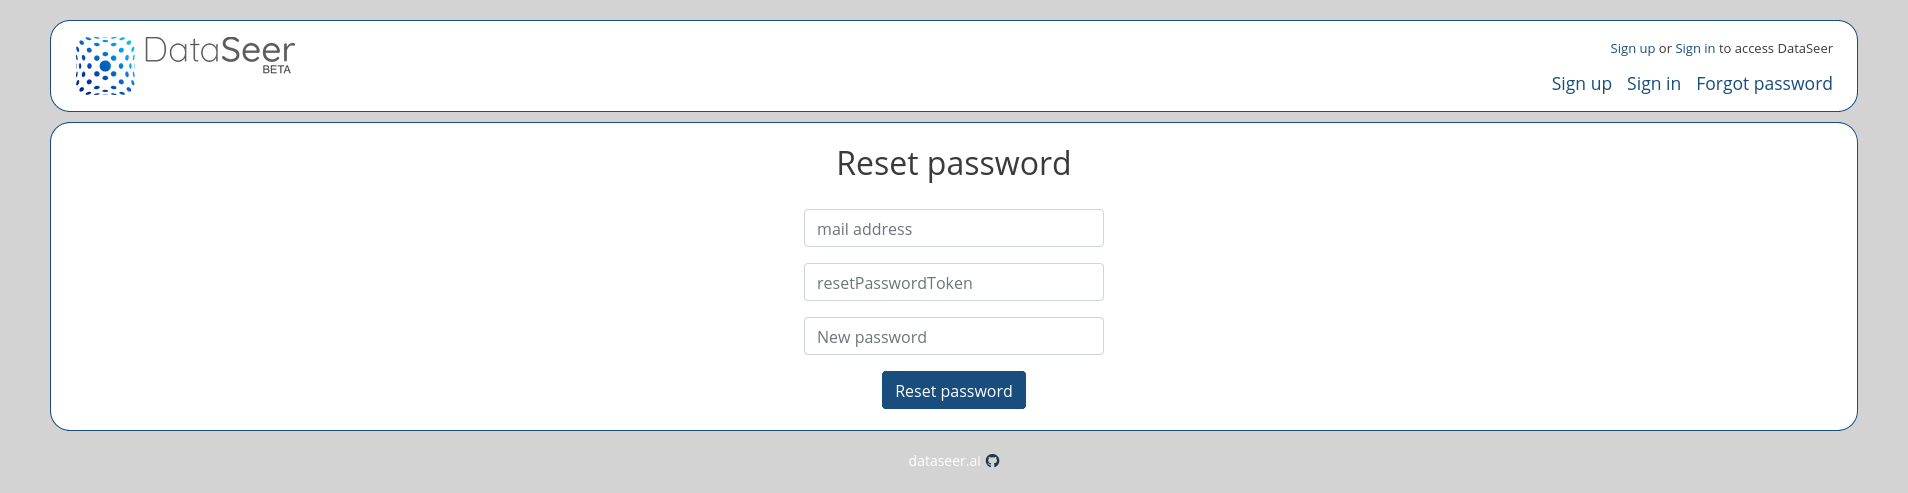 DataSeer
BETA
Sign up or Sign in to access DataSeer
Sign up Sign in Forgot password
Reset password
mail address
resetPasswordToken
New password
Reset password
dataseer.ai